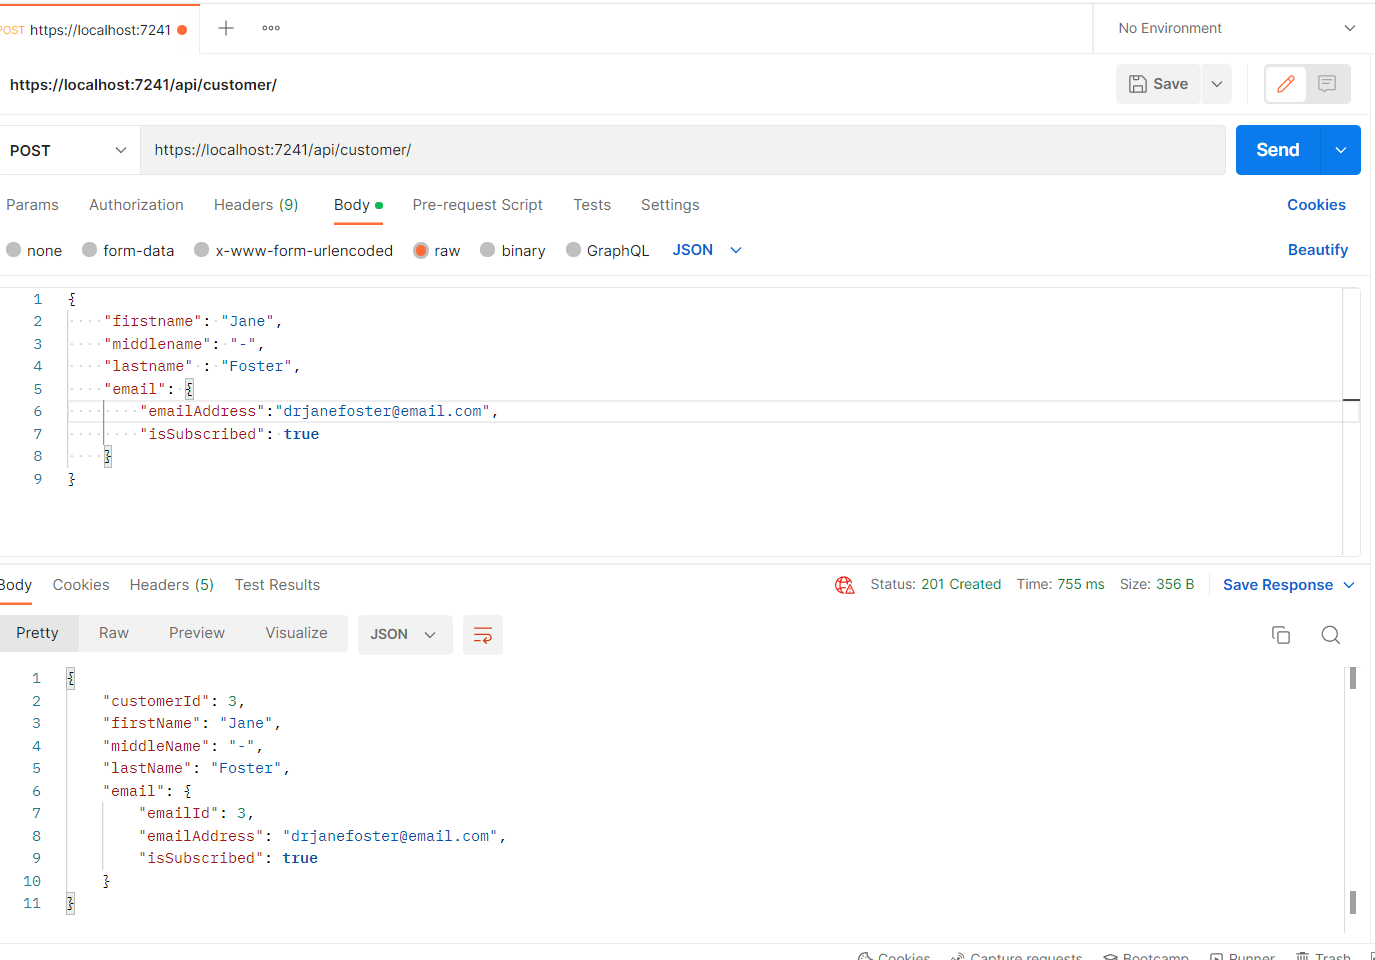 POST https://localhost:7241
No Environment
https://localhost:7241/api/customer/
Save
POST https://localhost:7241/api/customer/ Send
Params Authorization Headers (9) Body Pre-request Script Tests Settings Cookies
none form-data x-www-form-urlencoded raw binary GraphQL JSON Beautify
1 {
2 "firstname": "Jane",
3 "middlename": "-",
4 "lastname" : "Foster",
5 "email": {
6 "emailAddress":"drjanefoster@email.com",
7 "isSubscribed": true
8 }
9 }
Body Cookies Headers (5) Test Results Status: 201 Created Time: 755 ms Size: 356 B Save Response
Pretty Raw Preview Visualize JSON
1 {
2 "customerId": 3,
3 "firstName": "Jane",
4 "middleName": "-",
5 "lastName": "Foster",
6 "email": {
7 "emailId": 3,
8 "emailAddress": "drjanefoster@email.com",
9 "isSubscribed": true
10 }
11 }
Cookies Capture requests Bootcamp Runner Trash